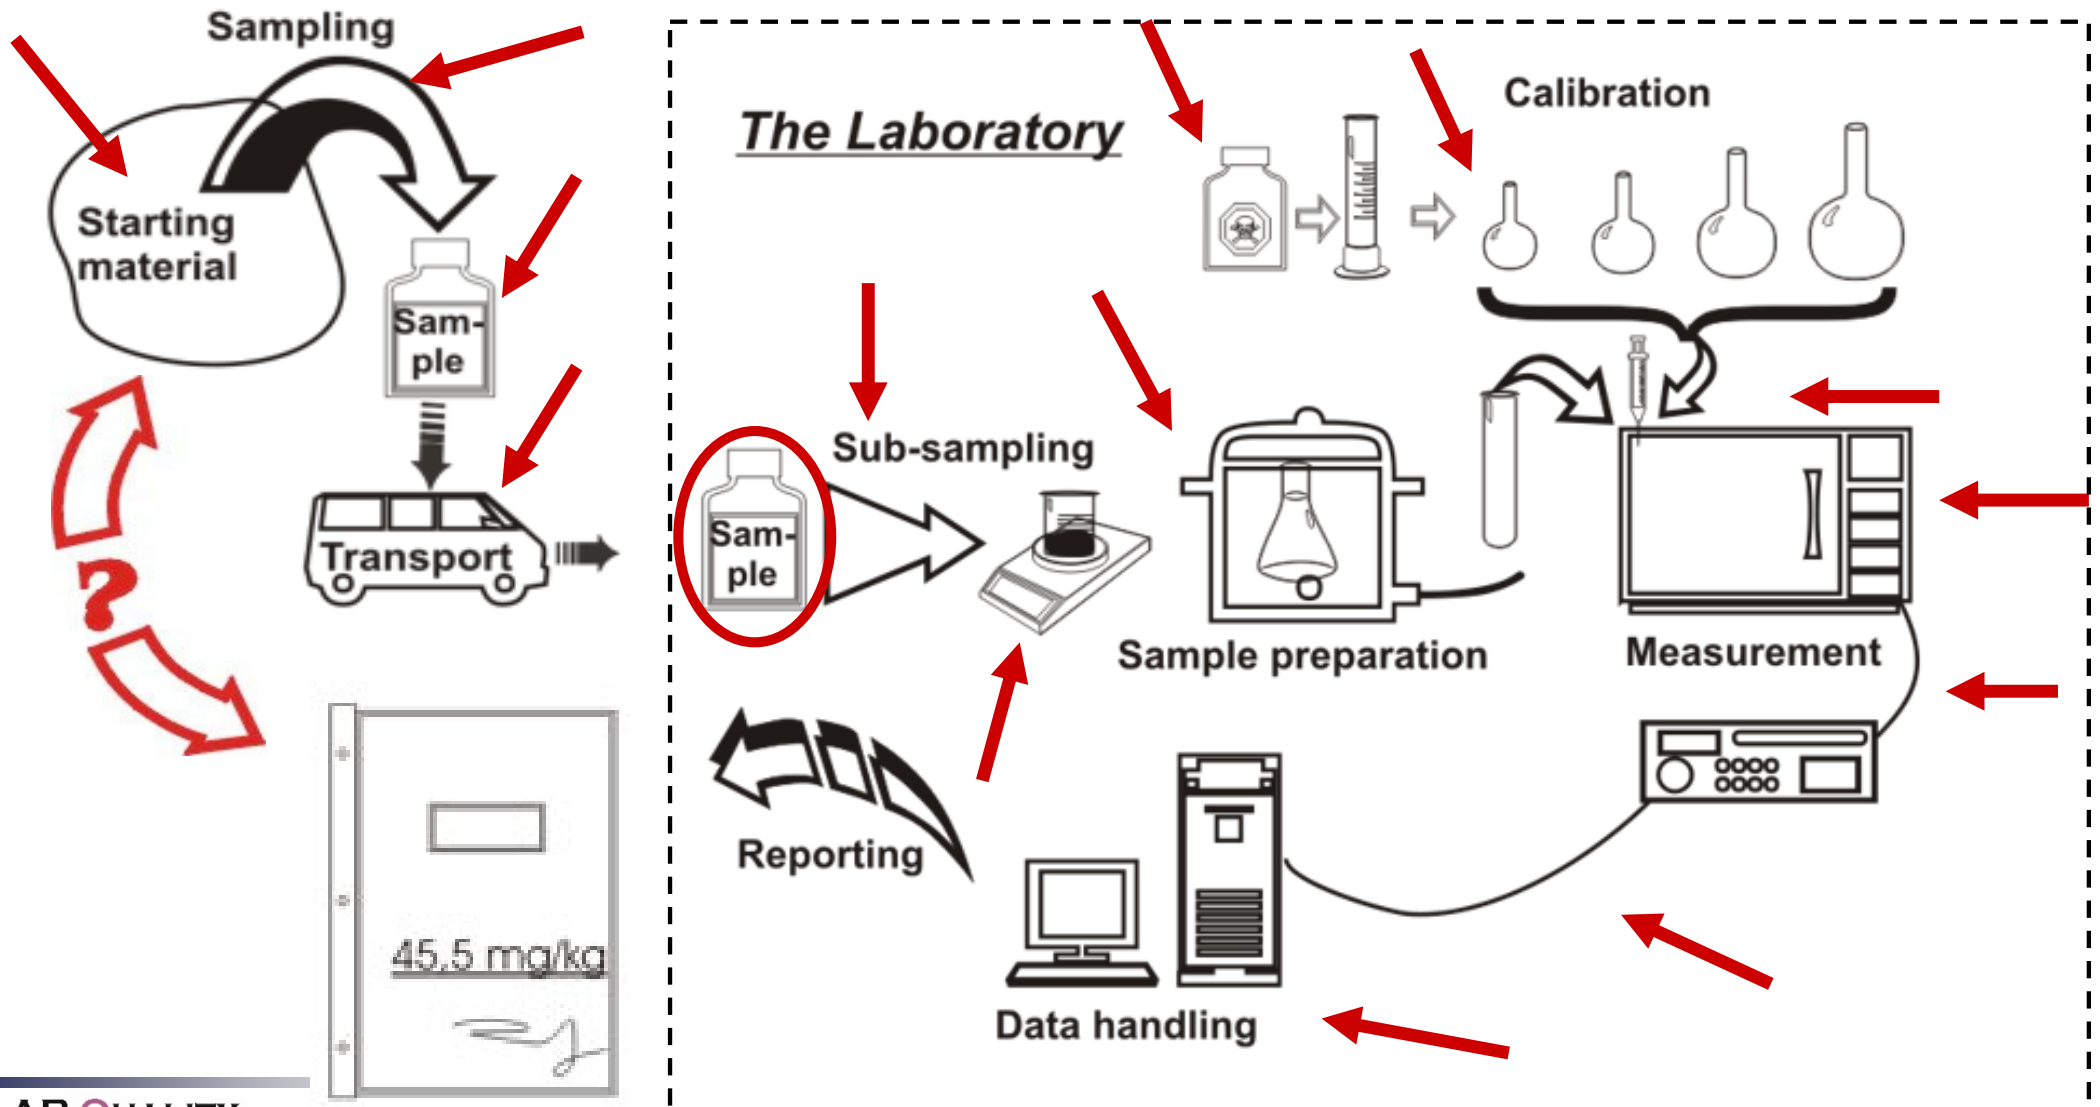 Sampling
Starting
material
Sam-
ple
Transport
?
45,5 mg/kg
The Laboratory
Calibration
Sub-sampling
Sam-
ple
Sample preparation
Measurement
Reporting
Data handling